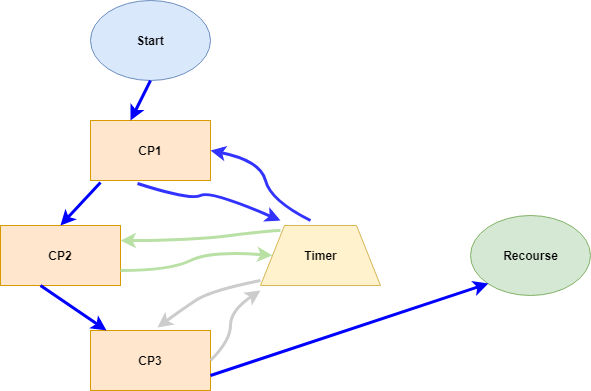 Start
CP1
CP2
Timer
Recourse
CP3